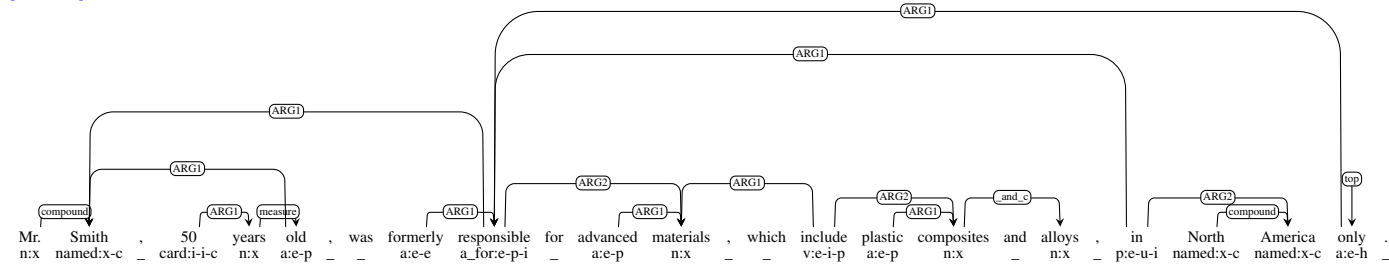 ARG1
ARG1
ARG1
ARG1
ARG2 ARG1 ARG2 _and_c ARG2 top
compound ARG1 measure ARG1 ARG1 ARG1 compound
Mr. Smith , 50 years old , was formerly responsible for advanced materials , which include plastic composites and alloys , in North America only .
n:x named:x-c _ card:i-i-c n:x a:e-p _ _ a:e-e a_for:e-p-i _ a:e-p n:x _ _ v:e-i-p a:e-p n:x _ n:x _ p:e-u-i named:x-c named:x-c a:e-h _